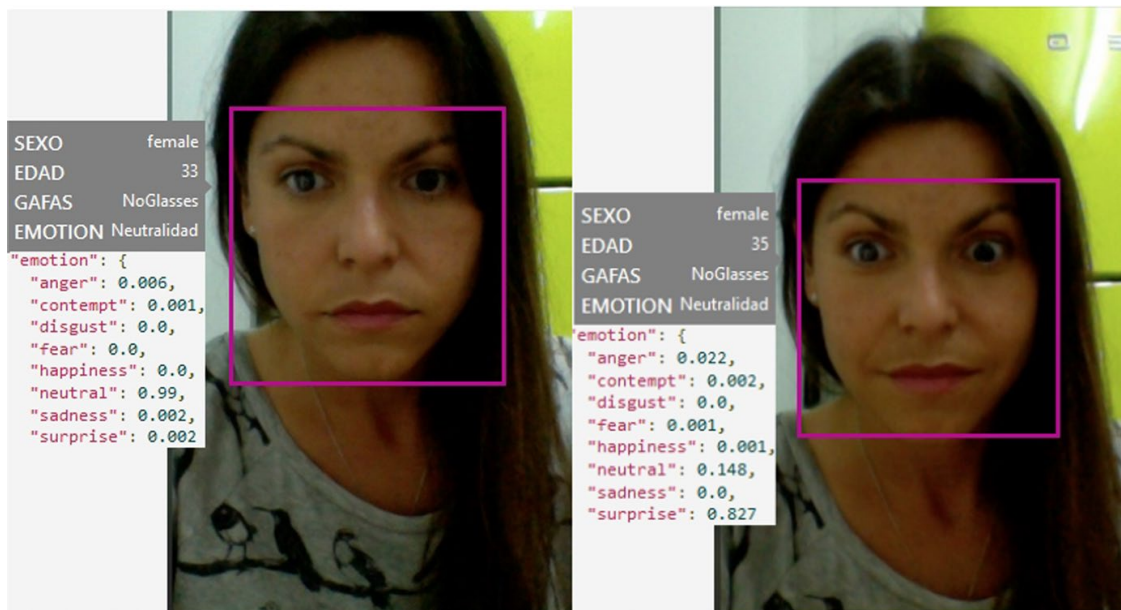 SEXO female
EDAD 33
GAFAS NoGlasses
EMOTION Neutralidad
"emotion": {
"anger": 0.006,
"contempt": 0.001,
"disgust": 0.0,
"fear": 0.0,
"happiness": 0.0,
"neutral": 0.99,
"sadness": 0.002,
"surprise": 0.002
SEXO female
EDAD 35
GAFAS NoGlasses
EMOTION Neutralidad
"emotion": {
"anger": 0.022,
"contempt": 0.002,
"disgust": 0.0,
"fear": 0.001,
"happiness": 0.001,
"neutral": 0.148,
"sadness": 0.0,
"surprise": 0.827